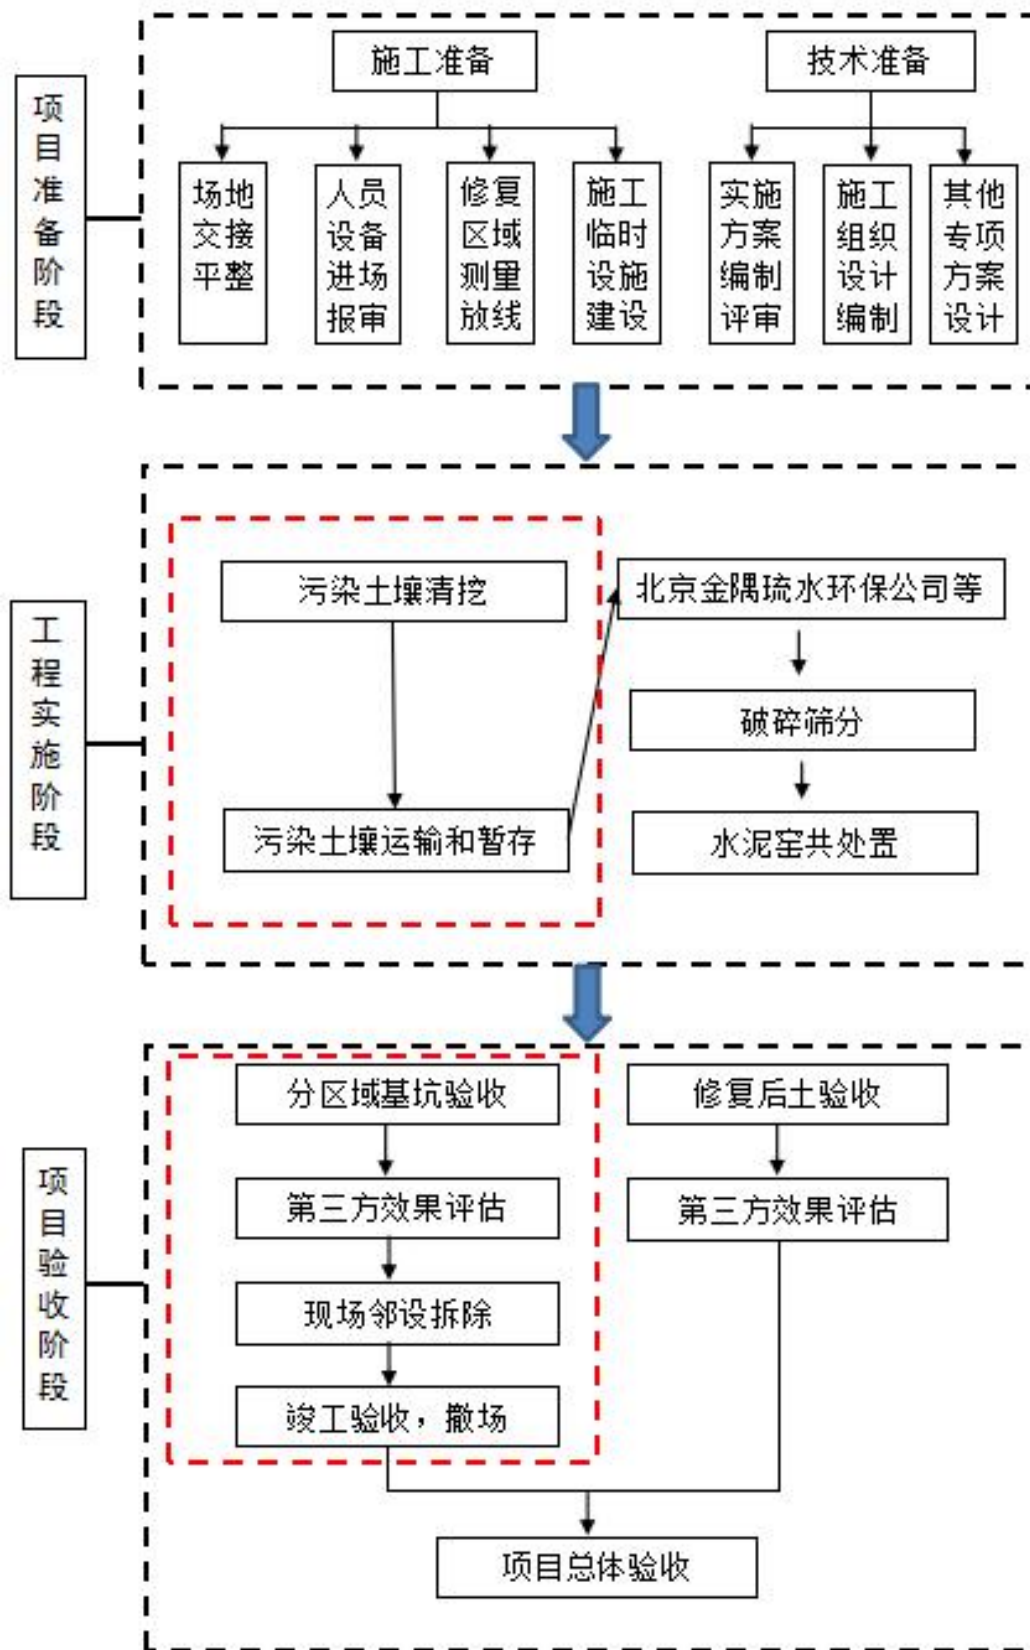 项目准备阶段
施工准备
技术准备
场地
交接
平整
人员
设备
进场
报审
修复
区域
测量
放线
施工
临时
设施
建设
实施
方案
编制
评审
施工
组织
设计
编制
其他
专项
方案
设计
工程实施阶段
污染土壤清挖
污染土壤运输和暂存
北京金隅琉水环保公司等
破碎筛分
水泥窑共处置
项目验收阶段
分区域基坑验收
第三方效果评估
现场邻设拆除
竣工验收，撒场
修复后土验收
第三方效果评估
项目总体验收